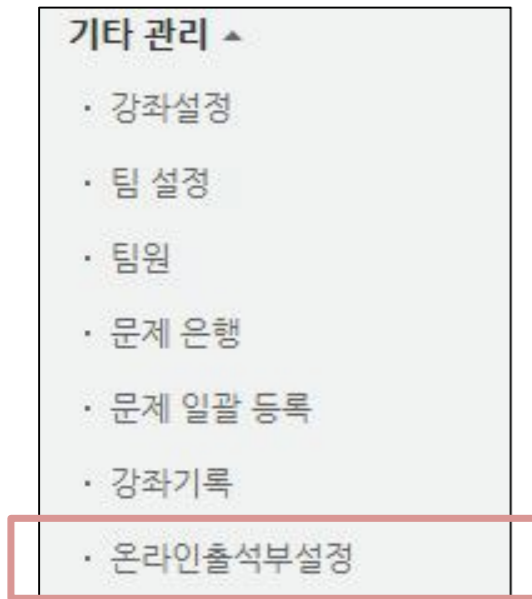 기타 관리 ▲
· 강좌설정
· 팀 설정
· 팀원
· 문제 은행
· 문제 일괄 등록
· 강좌기록
· 온라인출석부설정